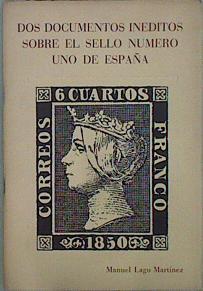 DOS DOCUMENTOS INEDITOS
SOBRE EL SELLO NUMERO
UNO DE ESPAÑA
6 CUARTOS
CORREOS
FRANCO
1850
Manuel Lago Martínez